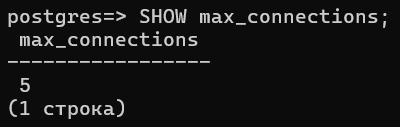 postgres=> SHOW max_connections;
 max_connections
-----------------
 5
(1 строка)